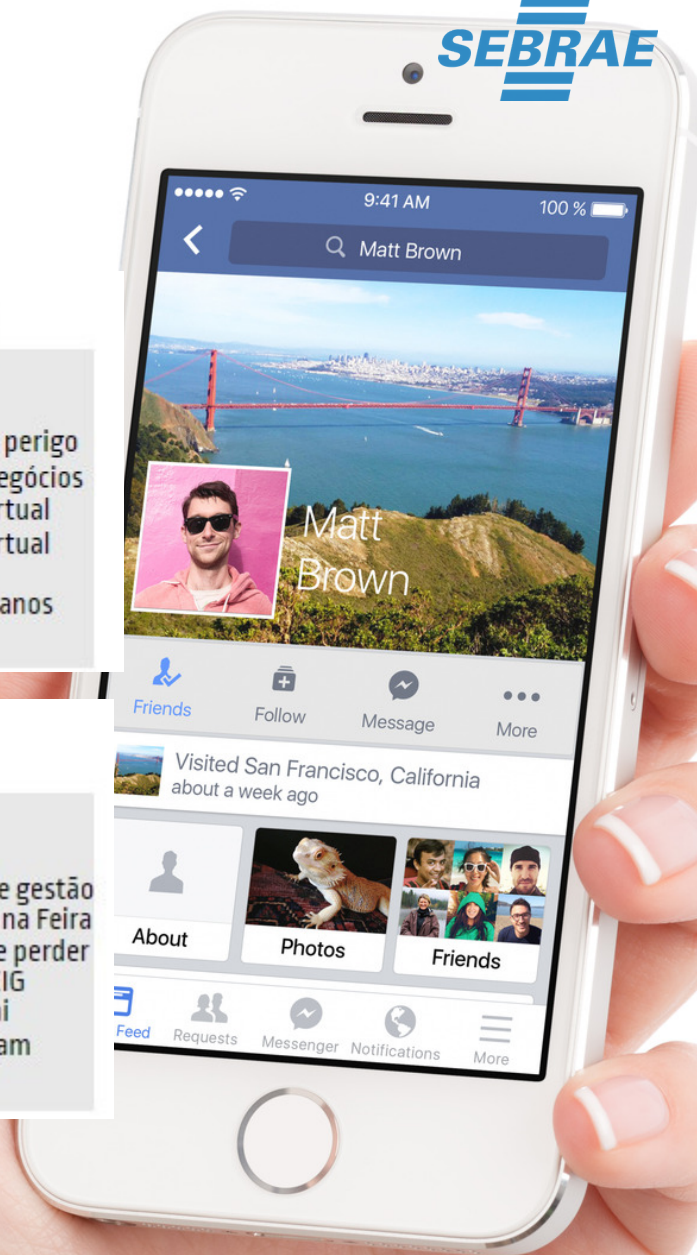 SEBRAE
9:41 AM
100 %
Matt Brown
Matt
Brown
Friends
Follow
Message
More
Visited San Francisco, California
about a week ago
About
Photos
Friends
Feed
Requests
Messenger
Notifications
More
perigo
egócios
rtual
rtual
anos
e gestão
na Feira
e perder
IG
i
am